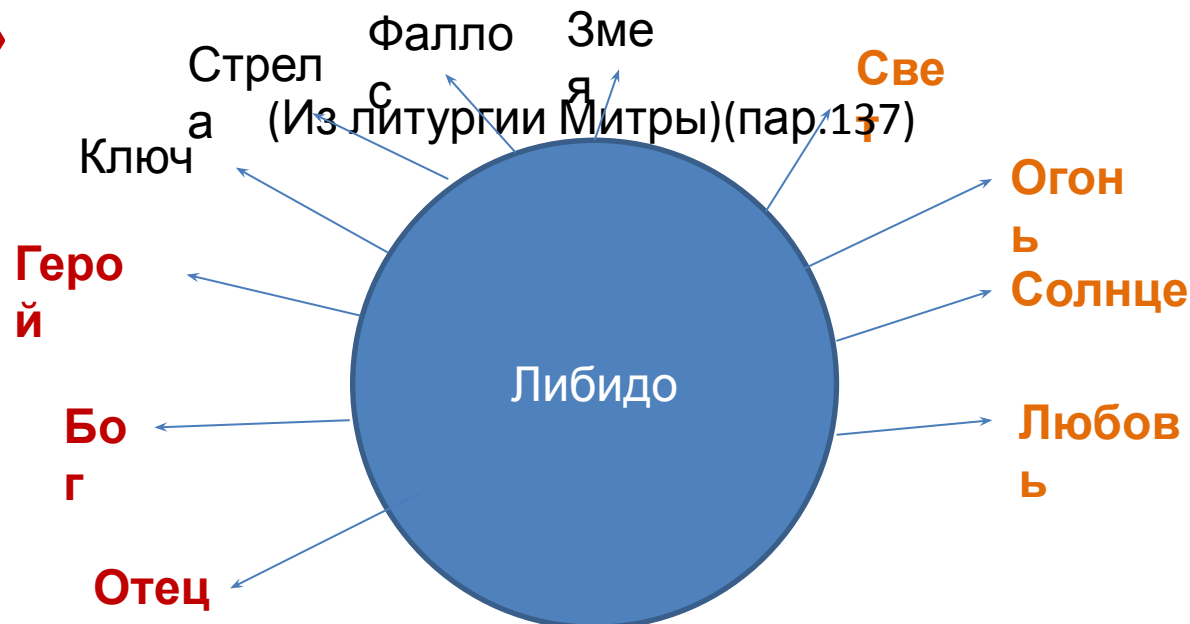 »
Стрел
а
Фалло
с
Зме
я
Све
т
(Из литургии Митры)(пар.137)
Ключ
Огон
ь
Геро
й
Солнце
Либидо
Бо
г
Любов
ь
Отец